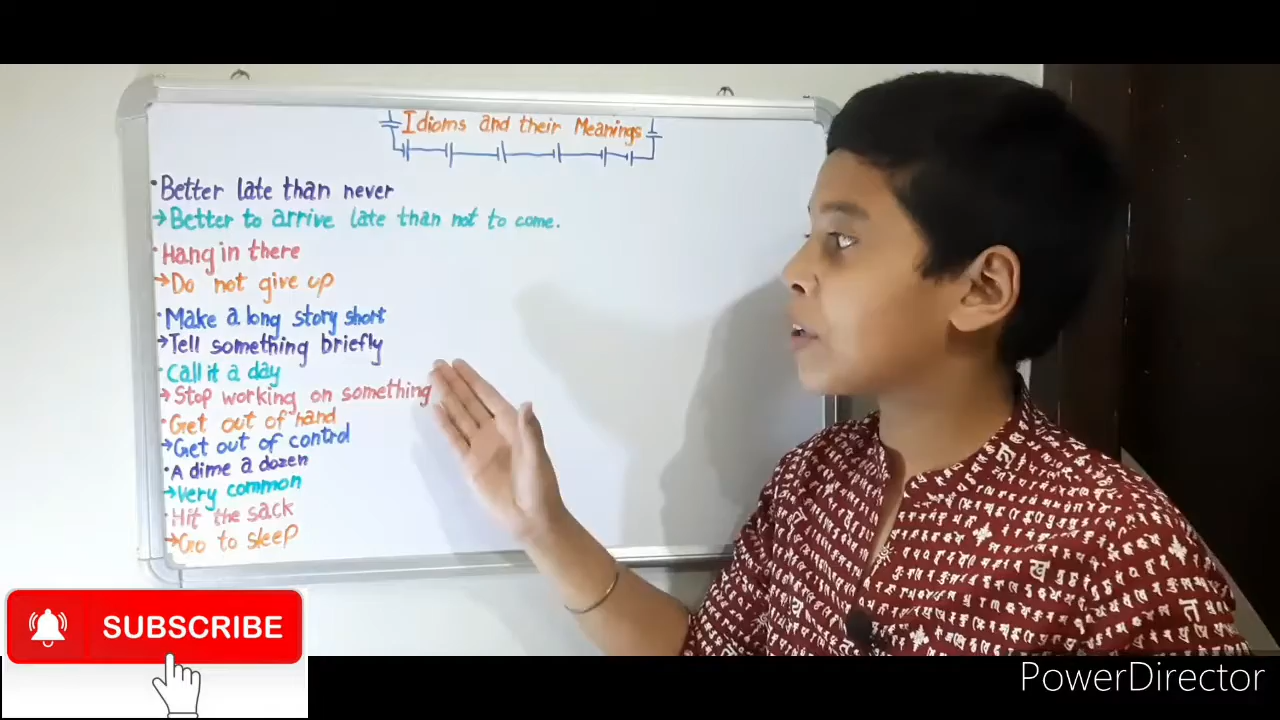 Idioms and their Meanings
• Better late than never
→ Better to arrive late than not to come.
• Hang in there
→ Do not give up
• Make a long story short
→ Tell something briefly
• Call it a day
→ Stop working on something
• Get out of hand
→ Get out of control
• A dime a dozen
→ Very common
• Hit the sack
→ Go to sleep
SUBSCRIBE
PowerDirector